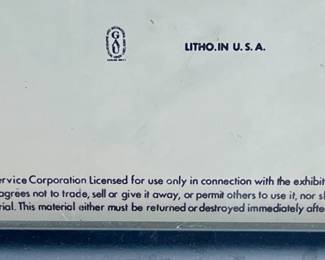 LITHO.IN U.S.A.
ervice Corporation Licensed for use only in connection with the exhibit
agrees not to trade, sell or give it away, or permit others to use it, nor s
rial. This material either must be returned or destroyed immediately after